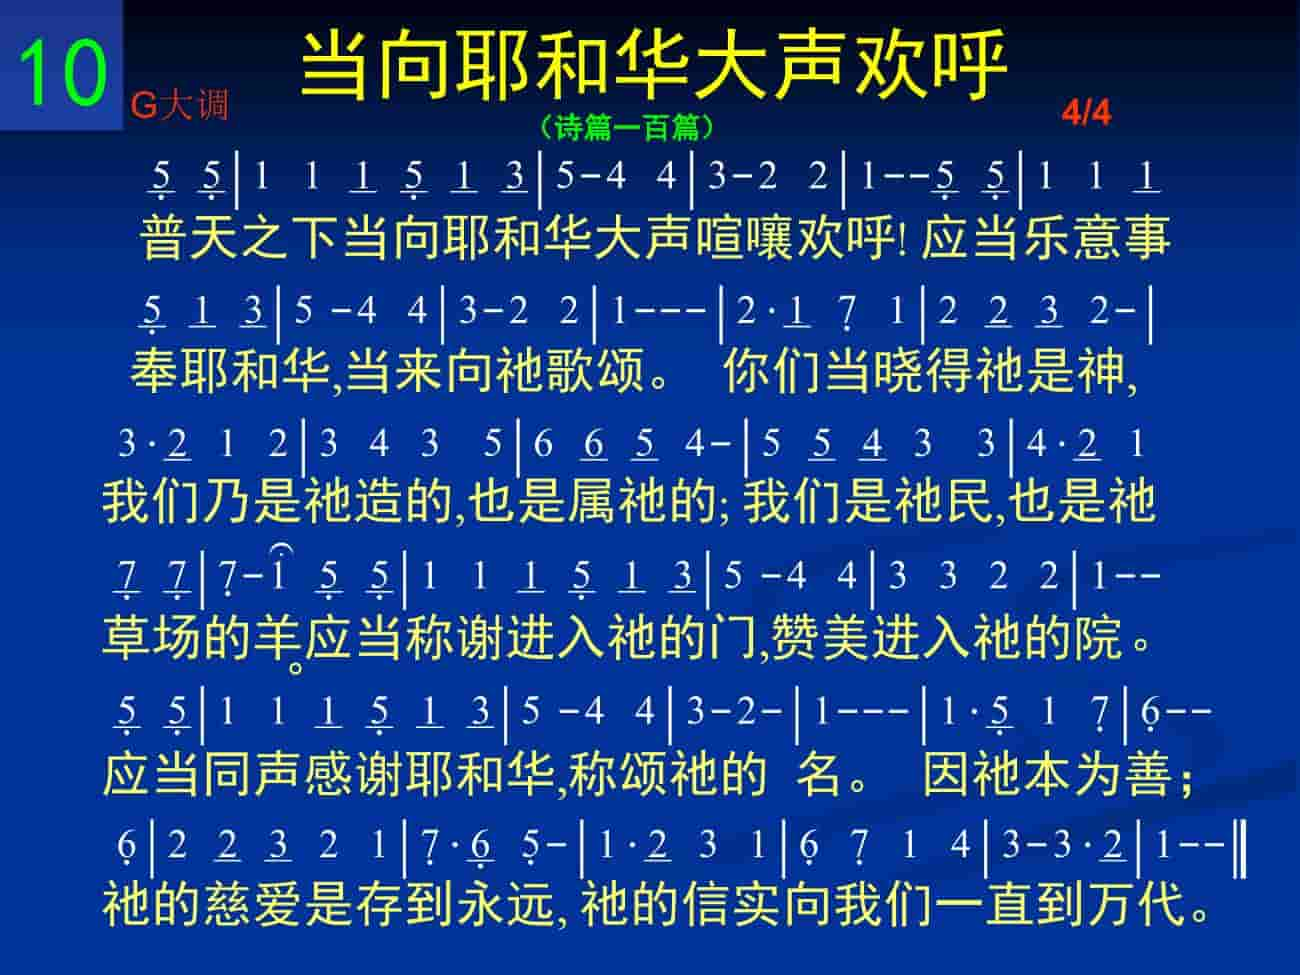 10
当向耶和华大声欢呼
G大调
4/4
（诗篇一百篇）
5̣ 5̣|1 1 1 5̣ 1 3|5-4 4|3-2 2|1--5̣ 5̣|1 1 1
普天之下当向耶和华大声喧嚷欢呼! 应当乐意事
5̣ 1 3|5 -4 4|3-2 2|1---|2·1 7̣ 1|2 2 3 2-|
奉耶和华,当来向祂歌颂。 你们当晓得祂是神,
3·2 1 2|3 4 3 5|6 6 5 4-|5 5 4 3 3|4·2 1
我们乃是祂造的,也是属祂的; 我们是祂民,也是祂
7̣ 7̣|7̣-1 5̣ 5̣|1 1 1 5̣ 1 3|5 -4 4|3 3 2 2|1--
草场的羊。应当称谢进入祂的门,赞美进入祂的院。
5̣ 5̣|1 1 1 5̣ 1 3|5 -4 4|3-2-|1---|1·5̣ 1 7̣|6̣--
应当同声感谢耶和华,称颂祂的 名。 因祂本为善；
6̣|2 2 3 2 1|7̣·6̣ 5̣-|1·2 3 1|6̣ 7̣ 1 4|3-3·2|1--‖
祂的慈爱是存到永远, 祂的信实向我们一直到万代。